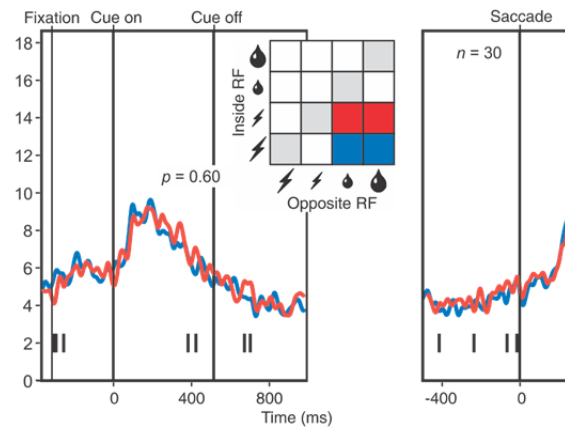 Fixation Cue on Cue off Saccade
18
16
14
12
10
8
6
4
2
0
p = 0.60
Inside RF
Opposite RF
n = 30
0 400 800
-400 0
Time (ms)